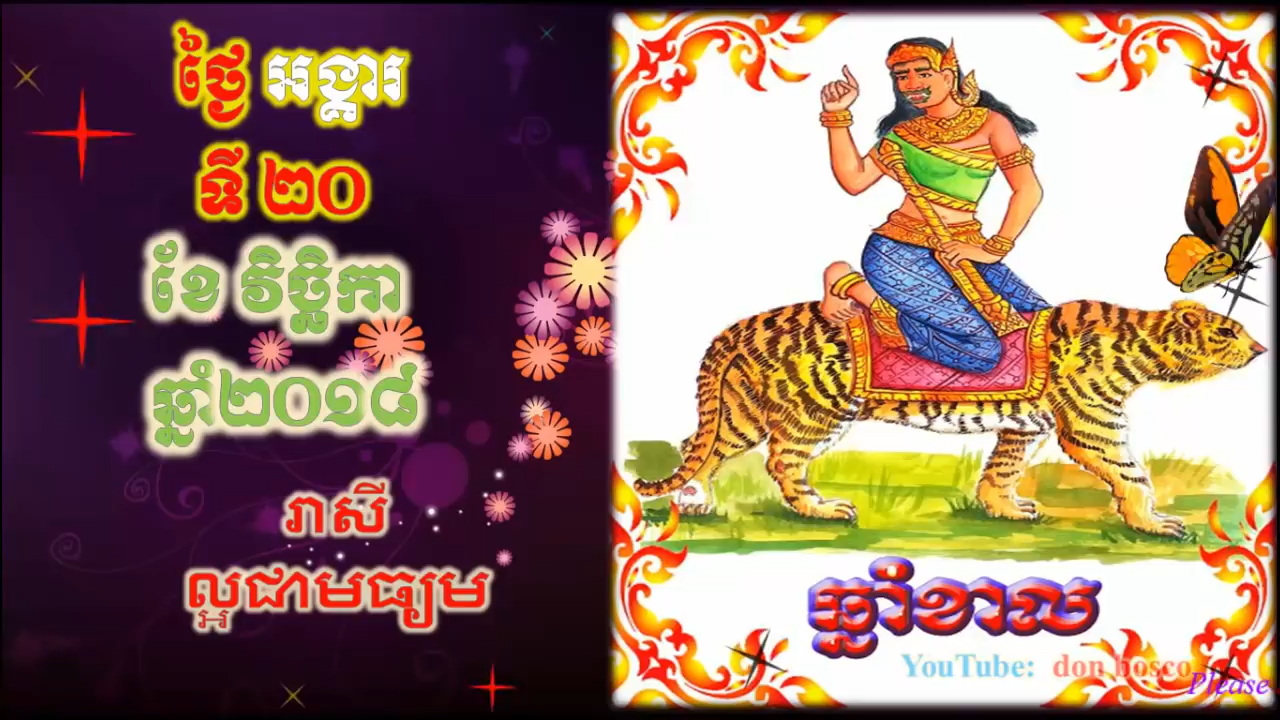 ថ្ងៃ អង្គារ
ទី ២០
ខែ វិច្ឆិកា
ឆ្នាំ២០១៨
រាសី
ល្អជាមធ្យម
ឆ្នាំខាល
YouTube: don bosco
Please